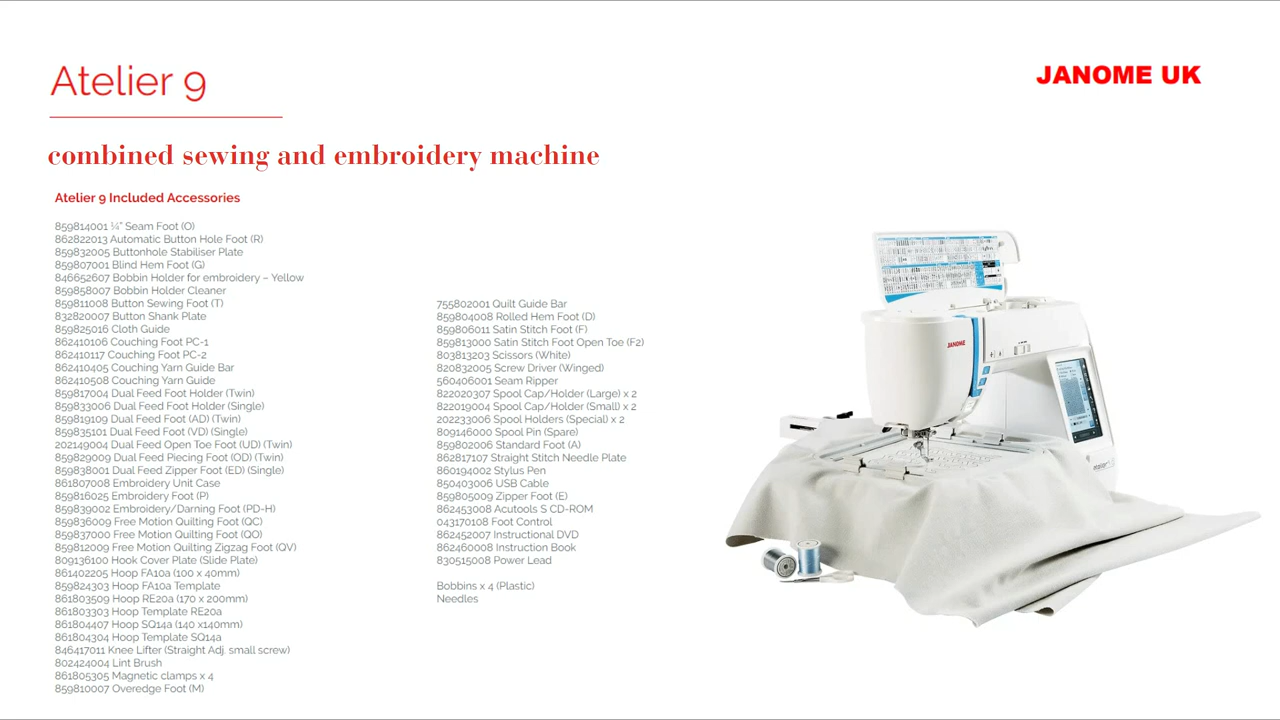 Atelier 9
JANOME UK
combined sewing and embroidery machine
Atelier 9 Included Accessories
859814001 ¼" Seam Foot (O)
862822013 Automatic Button Hole Foot (R)
859832005 Buttonhole Stabiliser Plate
859807001 Blind Hem Foot (G)
846652607 Bobbin Holder for embroidery – Yellow
859858007 Bobbin Holder Cleaner
859811008 Button Sewing Foot (T)
832820007 Button Shank Plate
859825016 Cloth Guide
862410106 Couching Foot PC-1
862410117 Couching Foot PC-2
862410405 Couching Yarn Guide Bar
862410508 Couching Yarn Guide
859817004 Dual Feed Foot Holder (Twin)
859833006 Dual Feed Foot Holder (Single)
859819109 Dual Feed Foot (AD) (Twin)
859835101 Dual Feed Foot (VD) (Single)
202149004 Dual Feed Open Toe Foot (UD) (Twin)
859829009 Dual Feed Piecing Foot (OD) (Twin)
859838001 Dual Feed Zipper Foot (ED) (Single)
861807008 Embroidery Unit Case
859816025 Embroidery Foot (P)
859839002 Embroidery/Darning Foot (PD-H)
859836009 Free Motion Quilting Foot (QC)
859837000 Free Motion Quilting Foot (QO)
859812009 Free Motion Quilting Zigzag Foot (QV)
809136100 Hook Cover Plate (Slide Plate)
861402205 Hoop FA10a (100 x 40mm)
859824303 Hoop FA10a Template
861803509 Hoop RE20a (170 x 200mm)
861803303 Hoop Template RE20a
861804407 Hoop SQ14a (140 x140mm)
861804304 Hoop Template SQ14a
846417011 Knee Lifter (Straight Adj. small screw)
802424004 Lint Brush
861805305 Magnetic clamps x 4
859810007 Overedge Foot (M)
755802001 Quilt Guide Bar
859804008 Rolled Hem Foot (D)
859806011 Satin Stitch Foot (F)
859813000 Satin Stitch Foot Open Toe (F2)
803813203 Scissors (White)
820832005 Screw Driver (Winged)
560406001 Seam Ripper
822020307 Spool Cap/Holder (Large) x 2
822019004 Spool Cap/Holder (Small) x 2
202233006 Spool Holders (Special) x 2
809146000 Spool Pin (Spare)
859802006 Standard Foot (A)
862817107 Straight Stitch Needle Plate
860194002 Stylus Pen
850403006 USB Cable
859805009 Zipper Foot (E)
862453008 Acutools S CD-ROM
043170108 Foot Control
862452007 Instructional DVD
862460008 Instruction Book
830515008 Power Lead
Bobbins x 4 (Plastic)
Needles
JANOME